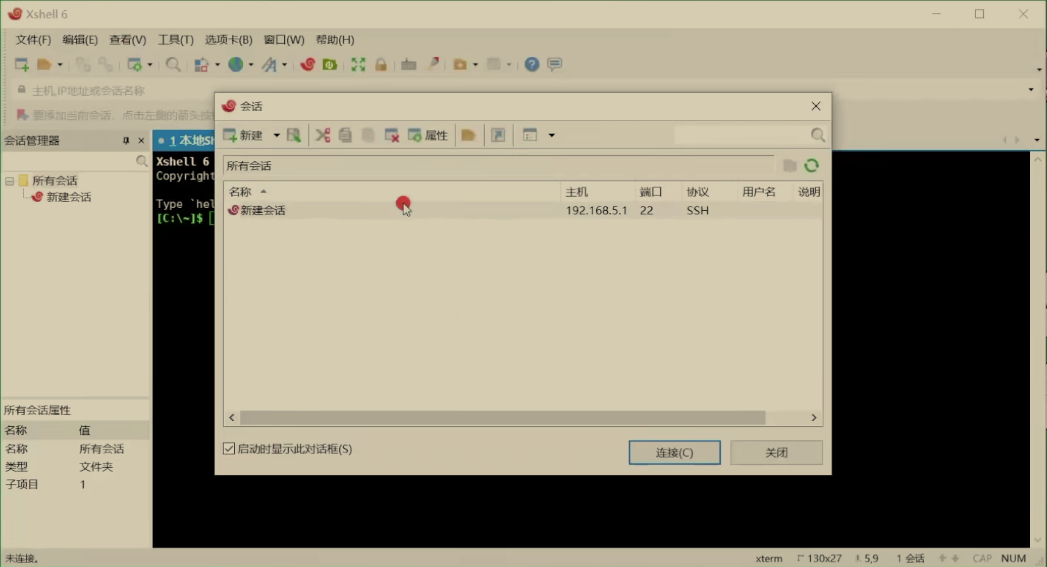 Xshell 6
文件(F) 编辑(E) 查看(V) 工具(T) 选项卡(B) 窗口(W) 帮助(H)
主机,IP地址或会话名称
要添加当前会话，点击左侧的箭头按
会话管理器
1 本地Sh
所有会话
新建会话
Xshell 6
Copyright
Type `hel
[C:\~]$
会话
新建 属性
所有会话
名称 主机 端口 协议 用户名 说明
新建会话 192.168.5.1 22 SSH
启动时显示此对话框(S)
连接(C) 关闭
所有会话属性
名称 值
名称 所有会话
类型 文件夹
子项目 1
未连接。 xterm 130x27 5,9 1 会话 CAP NUM